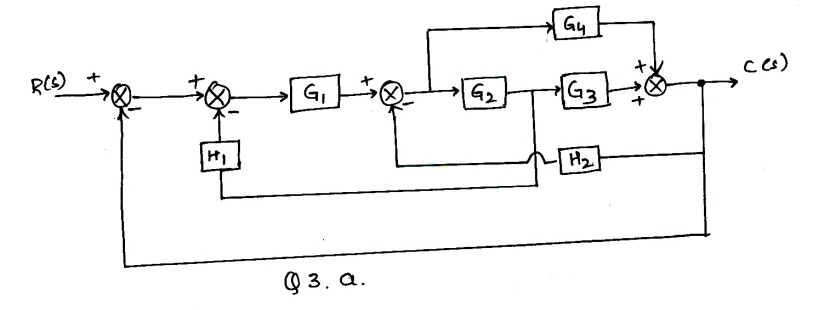 G4
R(s) + - + - G1 + - G2 G3 + + C(s)
H1
H2
Q3. a.